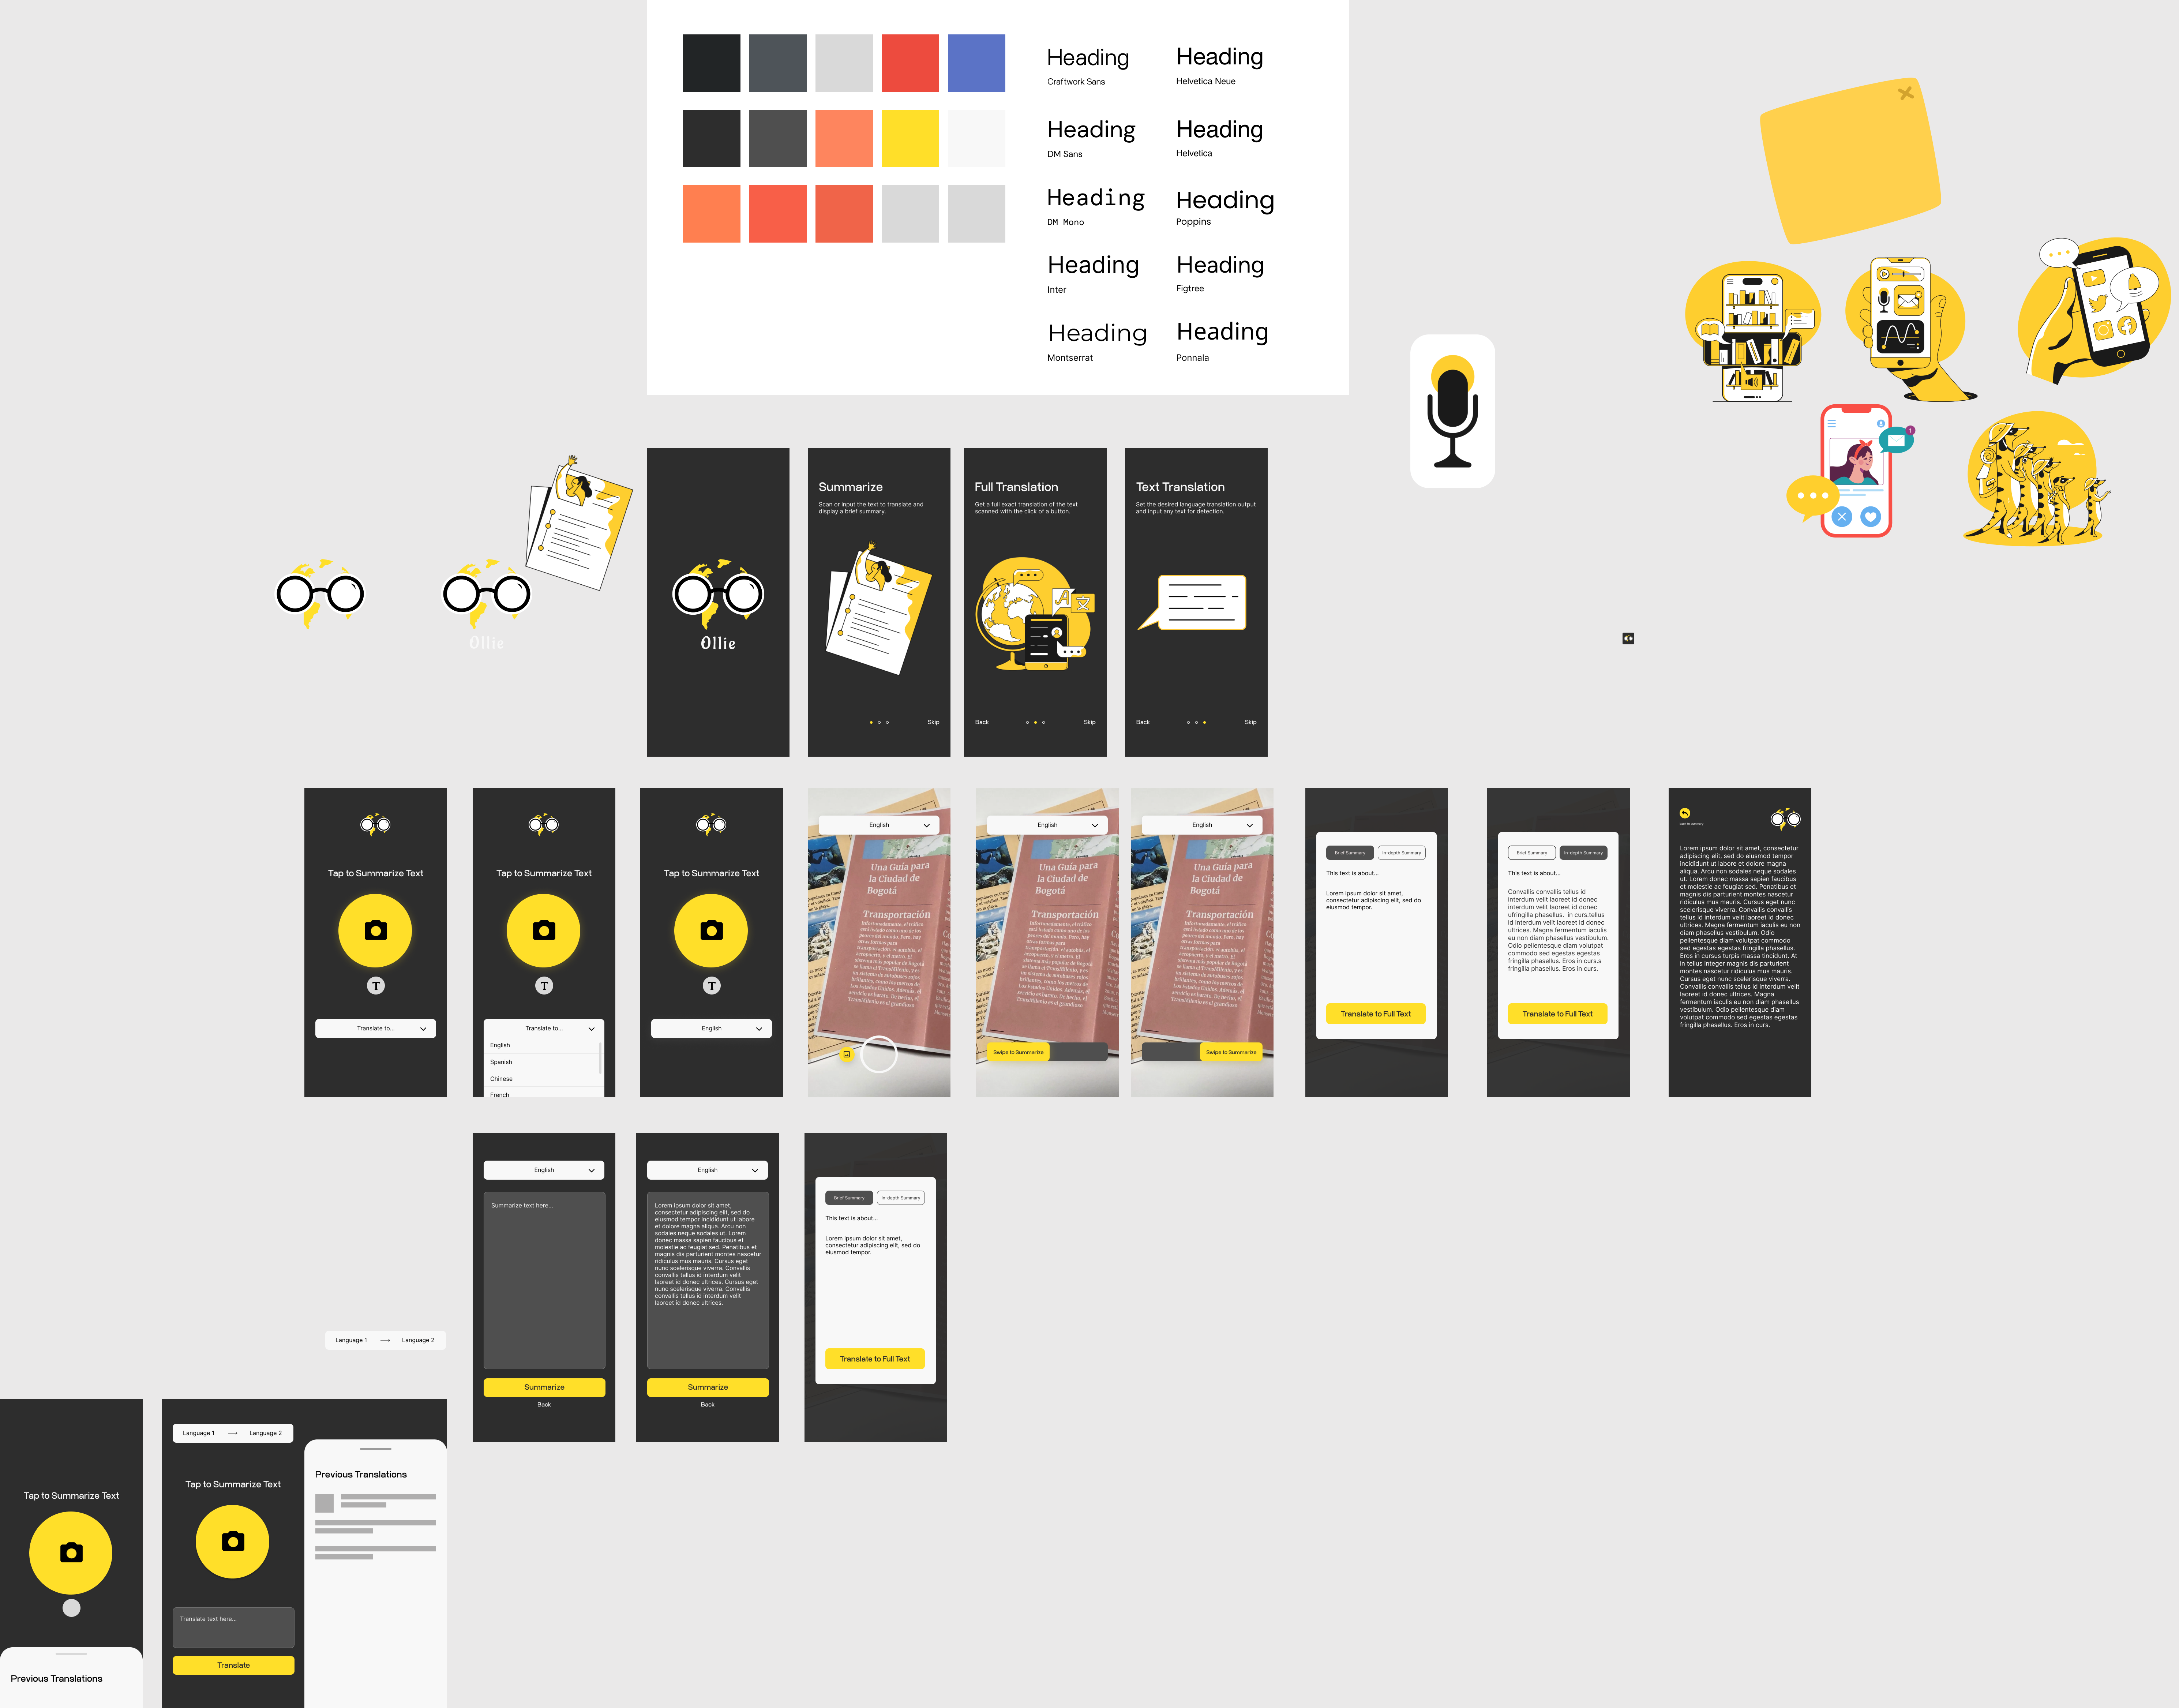 Heading
Craftwork Sans
Heading
Helvetica Neue
Heading
DM Sans
Heading
Helvetica
Heading
DM Mono
Heading
Poppins
Heading
Inter
Heading
Figtree
Heading
Montserrat
Heading
Ponnala
Ollie
Ollie
Summarize
Scan or input the text to translate and
display a brief summary.
Skip
Full Translation
Get a full exact translation of the text
scanned with the click of a button.
Back
Skip
Text Translation
Set the desired language translation output
and input any text for detection.
Back
Skip
Tap to Summarize Text
T
Translate to...
Tap to Summarize Text
T
Translate to...
English
Spanish
Chinese
French
Tap to Summarize Text
T
English
English
Una Guía para
la Ciudad de
Bogotá
Transportación
English
Una Guía para
la Ciudad de
Bogotá
Transportación
Swipe to Summarize
English
Una Guía para
la Ciudad de
Bogotá
Transportación
Swipe to Summarize
Brief Summary
In-depth Summary
This text is about...
Lorem ipsum dolor sit amet,
consectetur adipiscing elit, sed do
eiusmod tempor.
Translate to Full Text
Brief Summary
In-depth Summary
This text is about...
Convallis convallis tellus id
interdum velit laoreet id donec
interdum velit laoreet id donec
ufringilla phasellus. in curs.tellus
id interdum velit laoreet id donec
ultrices. Magna fermentum iaculis
eu non diam phasellus vestibulum.
Odio pellentesque diam volutpat
commodo sed egestas egestas
fringilla phasellus. Eros in curs.s
fringilla phasellus. Eros in curs.
Translate to Full Text
back to summary
Lorem ipsum dolor sit amet, consectetur
adipiscing elit, sed do eiusmod tempor
incididunt ut labore et dolore magna
aliqua. Arcu non sodales neque sodales
ut. Lorem donec massa sapien faucibus
et molestie ac feugiat sed. Penatibus et
magnis dis parturient montes nascetur
ridiculus mus mauris. Cursus eget nunc
scelerisque viverra. Convallis convallis
tellus id interdum velit laoreet id donec
ultrices. Magna fermentum iaculis eu non
diam phasellus vestibulum. Odio
pellentesque diam volutpat commodo
sed egestas egestas fringilla phasellus.
Eros in cursus turpis massa tincidunt. At
in tellus integer magnis dis parturient
montes nascetur ridiculus mus mauris.
Cursus eget nunc scelerisque viverra.
Convallis convallis tellus id interdum velit
laoreet id donec ultrices. Magna
fermentum iaculis eu non diam phasellus
vestibulum. Odio pellentesque diam
volutpat commodo sed egestas egestas
fringilla phasellus. Eros in curs.
English
Summarize text here...
Summarize
Back
English
Lorem ipsum dolor sit amet,
consectetur adipiscing elit, sed do
eiusmod tempor incididunt ut labore
et dolore magna aliqua. Arcu non
sodales neque sodales ut. Lorem
donec massa sapien faucibus et
molestie ac feugiat sed. Penatibus et
magnis dis parturient montes nascetur
ridiculus mus mauris. Cursus eget
nunc scelerisque viverra. Convallis
convallis tellus id interdum velit
laoreet id donec ultrices. Cursus eget
nunc scelerisque viverra. Convallis
convallis tellus id interdum velit
laoreet id donec ultrices.
Summarize
Back
Brief Summary
In-depth Summary
This text is about...
Lorem ipsum dolor sit amet,
consectetur adipiscing elit, sed do
eiusmod tempor.
Translate to Full Text
Language 1
Language 2
Tap to Summarize Text
Previous Translations
Language 1
Language 2
Tap to Summarize Text
Translate text here...
Translate
Previous Translations